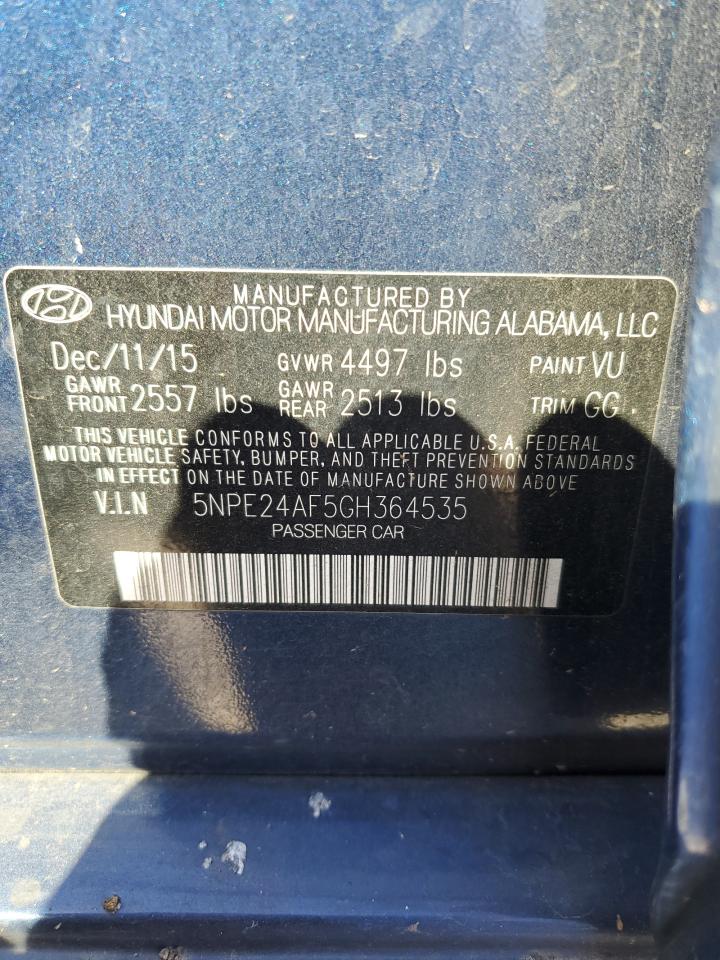 MANUFACTURED BY
HYUNDAI MOTOR MANUFACTURING ALABAMA, LLC
Dec/11/15 GVWR 4497 lbs PAINT VU
GAWR FRONT 2557 lbs GAWR REAR 2513 lbs TRIM GG
THIS VEHICLE CONFORMS TO ALL APPLICABLE U.S.A. FEDERAL
MOTOR VEHICLE SAFETY, BUMPER, AND THEFT PREVENTION STANDARDS
IN EFFECT ON THE DATE OF MANUFACTURE SHOWN ABOVE
V.I.N 5NPE24AF5GH364535
PASSENGER CAR